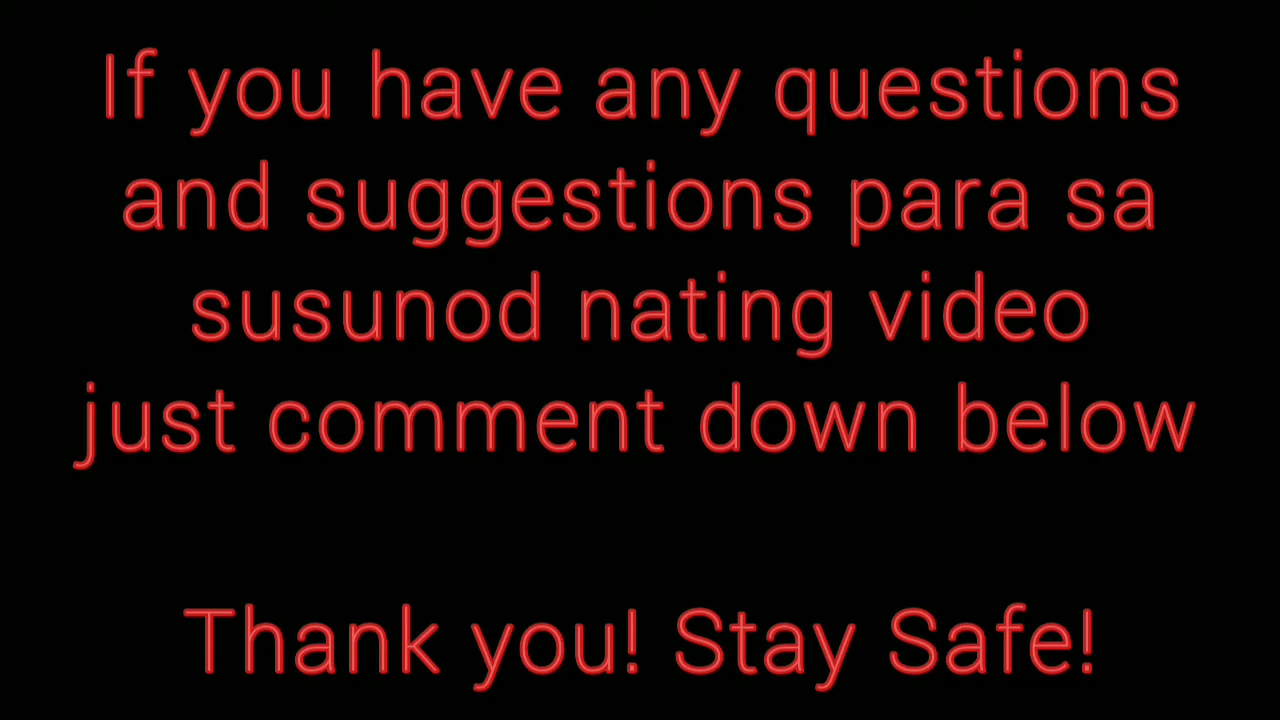 If you have any questions
and suggestions para sa
susunod nating video
just comment down below
Thank you! Stay Safe!